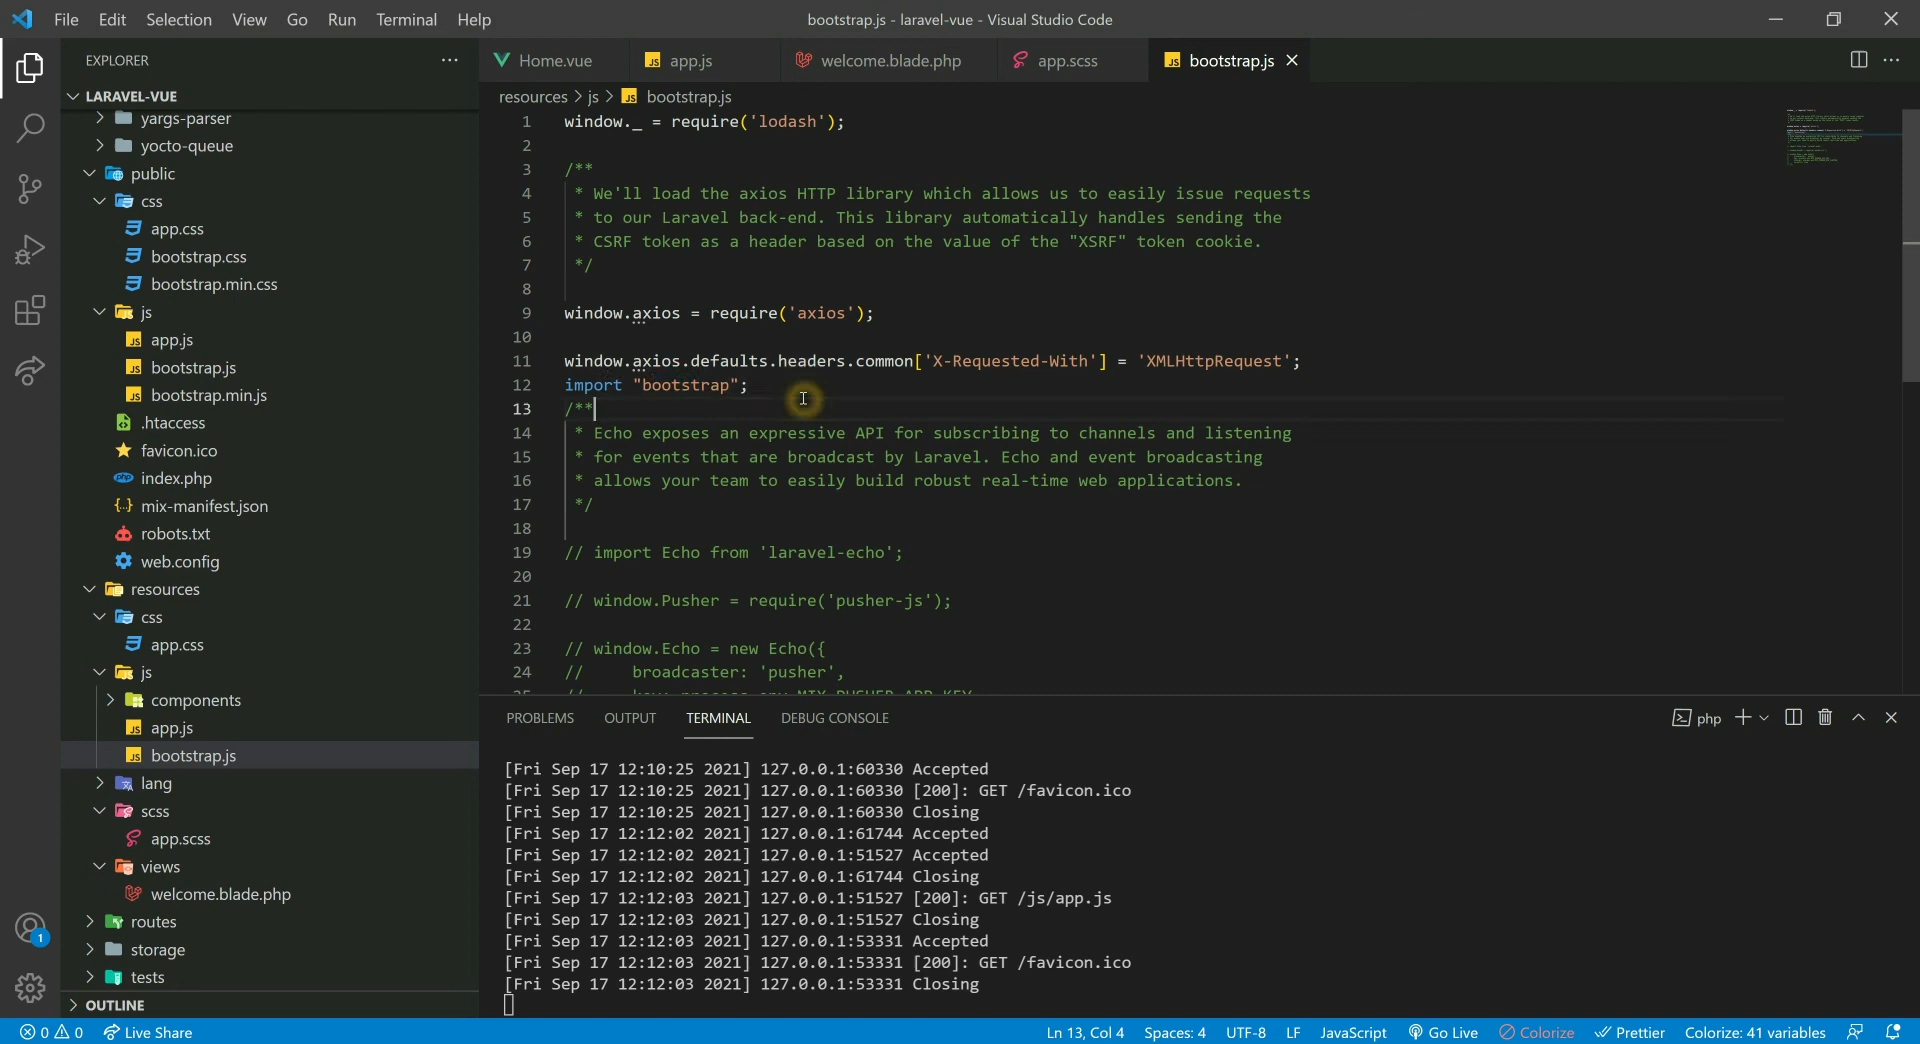 File Edit Selection View Go Run Terminal Help
bootstrap.js - laravel-vue - Visual Studio Code
EXPLORER
Home.vue
app.js
welcome.blade.php
app.scss
bootstrap.js
LARAVEL-VUE
yargs-parser
yocto-queue
public
css
app.css
bootstrap.css
bootstrap.min.css
js
app.js
bootstrap.js
bootstrap.min.js
.htaccess
favicon.ico
index.php
mix-manifest.json
robots.txt
web.config
resources
css
app.css
js
components
app.js
bootstrap.js
lang
scss
app.scss
views
welcome.blade.php
routes
storage
tests
OUTLINE
resources > js > bootstrap.js
1 window._ = require('lodash');
2
3 /**
4 * We'll load the axios HTTP library which allows us to easily issue requests
5 * to our Laravel back-end. This library automatically handles sending the
6 * CSRF token as a header based on the value of the "XSRF" token cookie.
7 */
8
9 window.axios = require('axios');
10
11 window.axios.defaults.headers.common['X-Requested-With'] = 'XMLHttpRequest';
12 import "bootstrap";
13 /**
14 * Echo exposes an expressive API for subscribing to channels and listening
15 * for events that are broadcast by Laravel. Echo and event broadcasting
16 * allows your team to easily build robust real-time web applications.
17 */
18
19 // import Echo from 'laravel-echo';
20
21 // window.Pusher = require('pusher-js');
22
23 // window.Echo = new Echo({
24 //     broadcaster: 'pusher',
PROBLEMS OUTPUT TERMINAL DEBUG CONSOLE
php
[Fri Sep 17 12:10:25 2021] 127.0.0.1:60330 Accepted
[Fri Sep 17 12:10:25 2021] 127.0.0.1:60330 [200]: GET /favicon.ico
[Fri Sep 17 12:10:25 2021] 127.0.0.1:60330 Closing
[Fri Sep 17 12:12:02 2021] 127.0.0.1:61744 Accepted
[Fri Sep 17 12:12:02 2021] 127.0.0.1:51527 Accepted
[Fri Sep 17 12:12:02 2021] 127.0.0.1:61744 Closing
[Fri Sep 17 12:12:03 2021] 127.0.0.1:51527 [200]: GET /js/app.js
[Fri Sep 17 12:12:03 2021] 127.0.0.1:51527 Closing
[Fri Sep 17 12:12:03 2021] 127.0.0.1:53331 Accepted
[Fri Sep 17 12:12:03 2021] 127.0.0.1:53331 [200]: GET /favicon.ico
[Fri Sep 17 12:12:03 2021] 127.0.0.1:53331 Closing
1
0 0 Live Share
Ln 13, Col 4 Spaces: 4 UTF-8 LF JavaScript Go Live Colorize Prettier Colorize: 41 variables